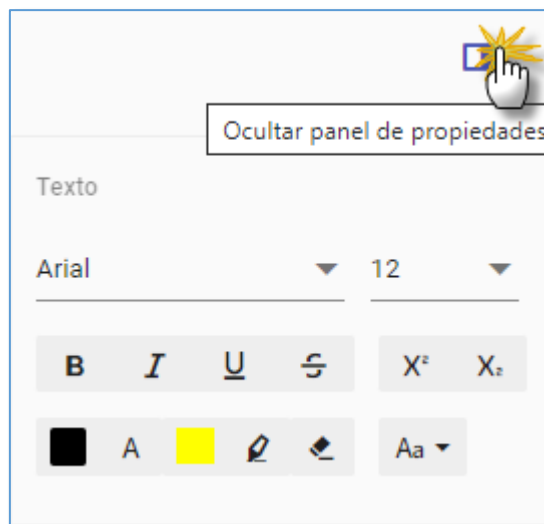 Ocultar panel de propiedades
Texto
Arial 12
B I U S X² X₂
A Aa